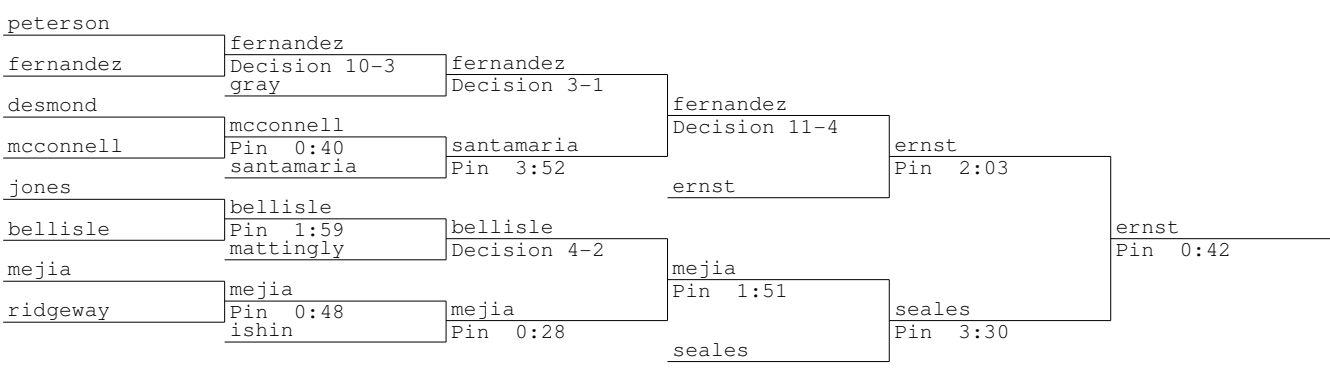 peterson
fernandez
fernandez
Decision 10-3
gray
fernandez
Decision 3-1
desmond
mcconnell
mcconnell
Pin 0:40
santamaria
santamaria
Pin 3:52
fernandez
Decision 11-4
ernst
ernst
Pin 2:03
jones
bellisle
bellisle
Pin 1:59
mattingly
bellisle
Decision 4-2
mejia
ridgeway
mejia
Pin 0:48
ishin
mejia
Pin 0:28
mejia
Pin 1:51
seales
seales
Pin 3:30
ernst
Pin 0:42